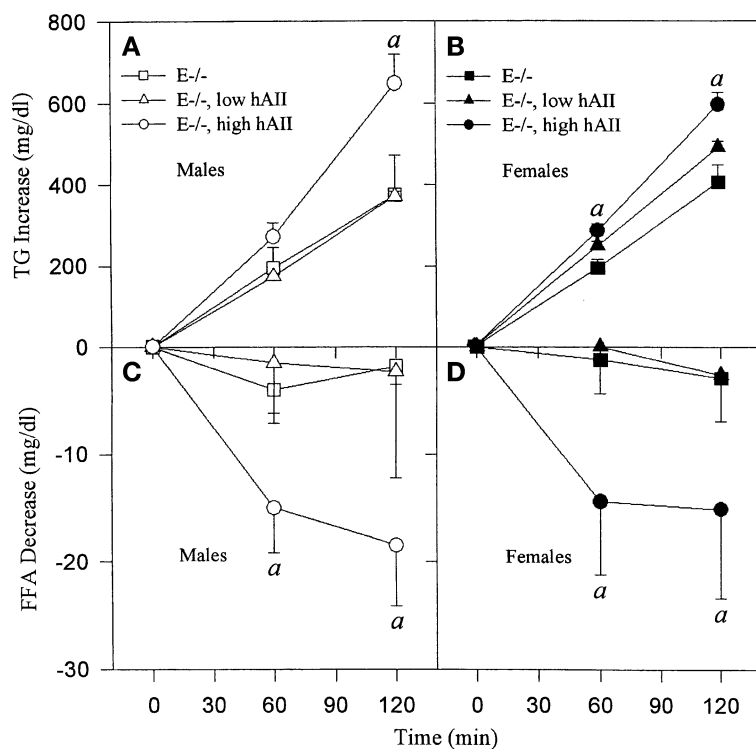 800
600
400
200
0
-10
-20
-30
TG Increase (mg/dl)
FFA Decrease (mg/dl)
A
E-/-
E-/-, low hAII
E-/-, high hAII
Males
a
B
E-/-
E-/-, low hAII
E-/-, high hAII
Females
a
a
C
Males
a
a
D
Females
a
a
0 30 60 90 120 0 30 60 90 120
Time (min)